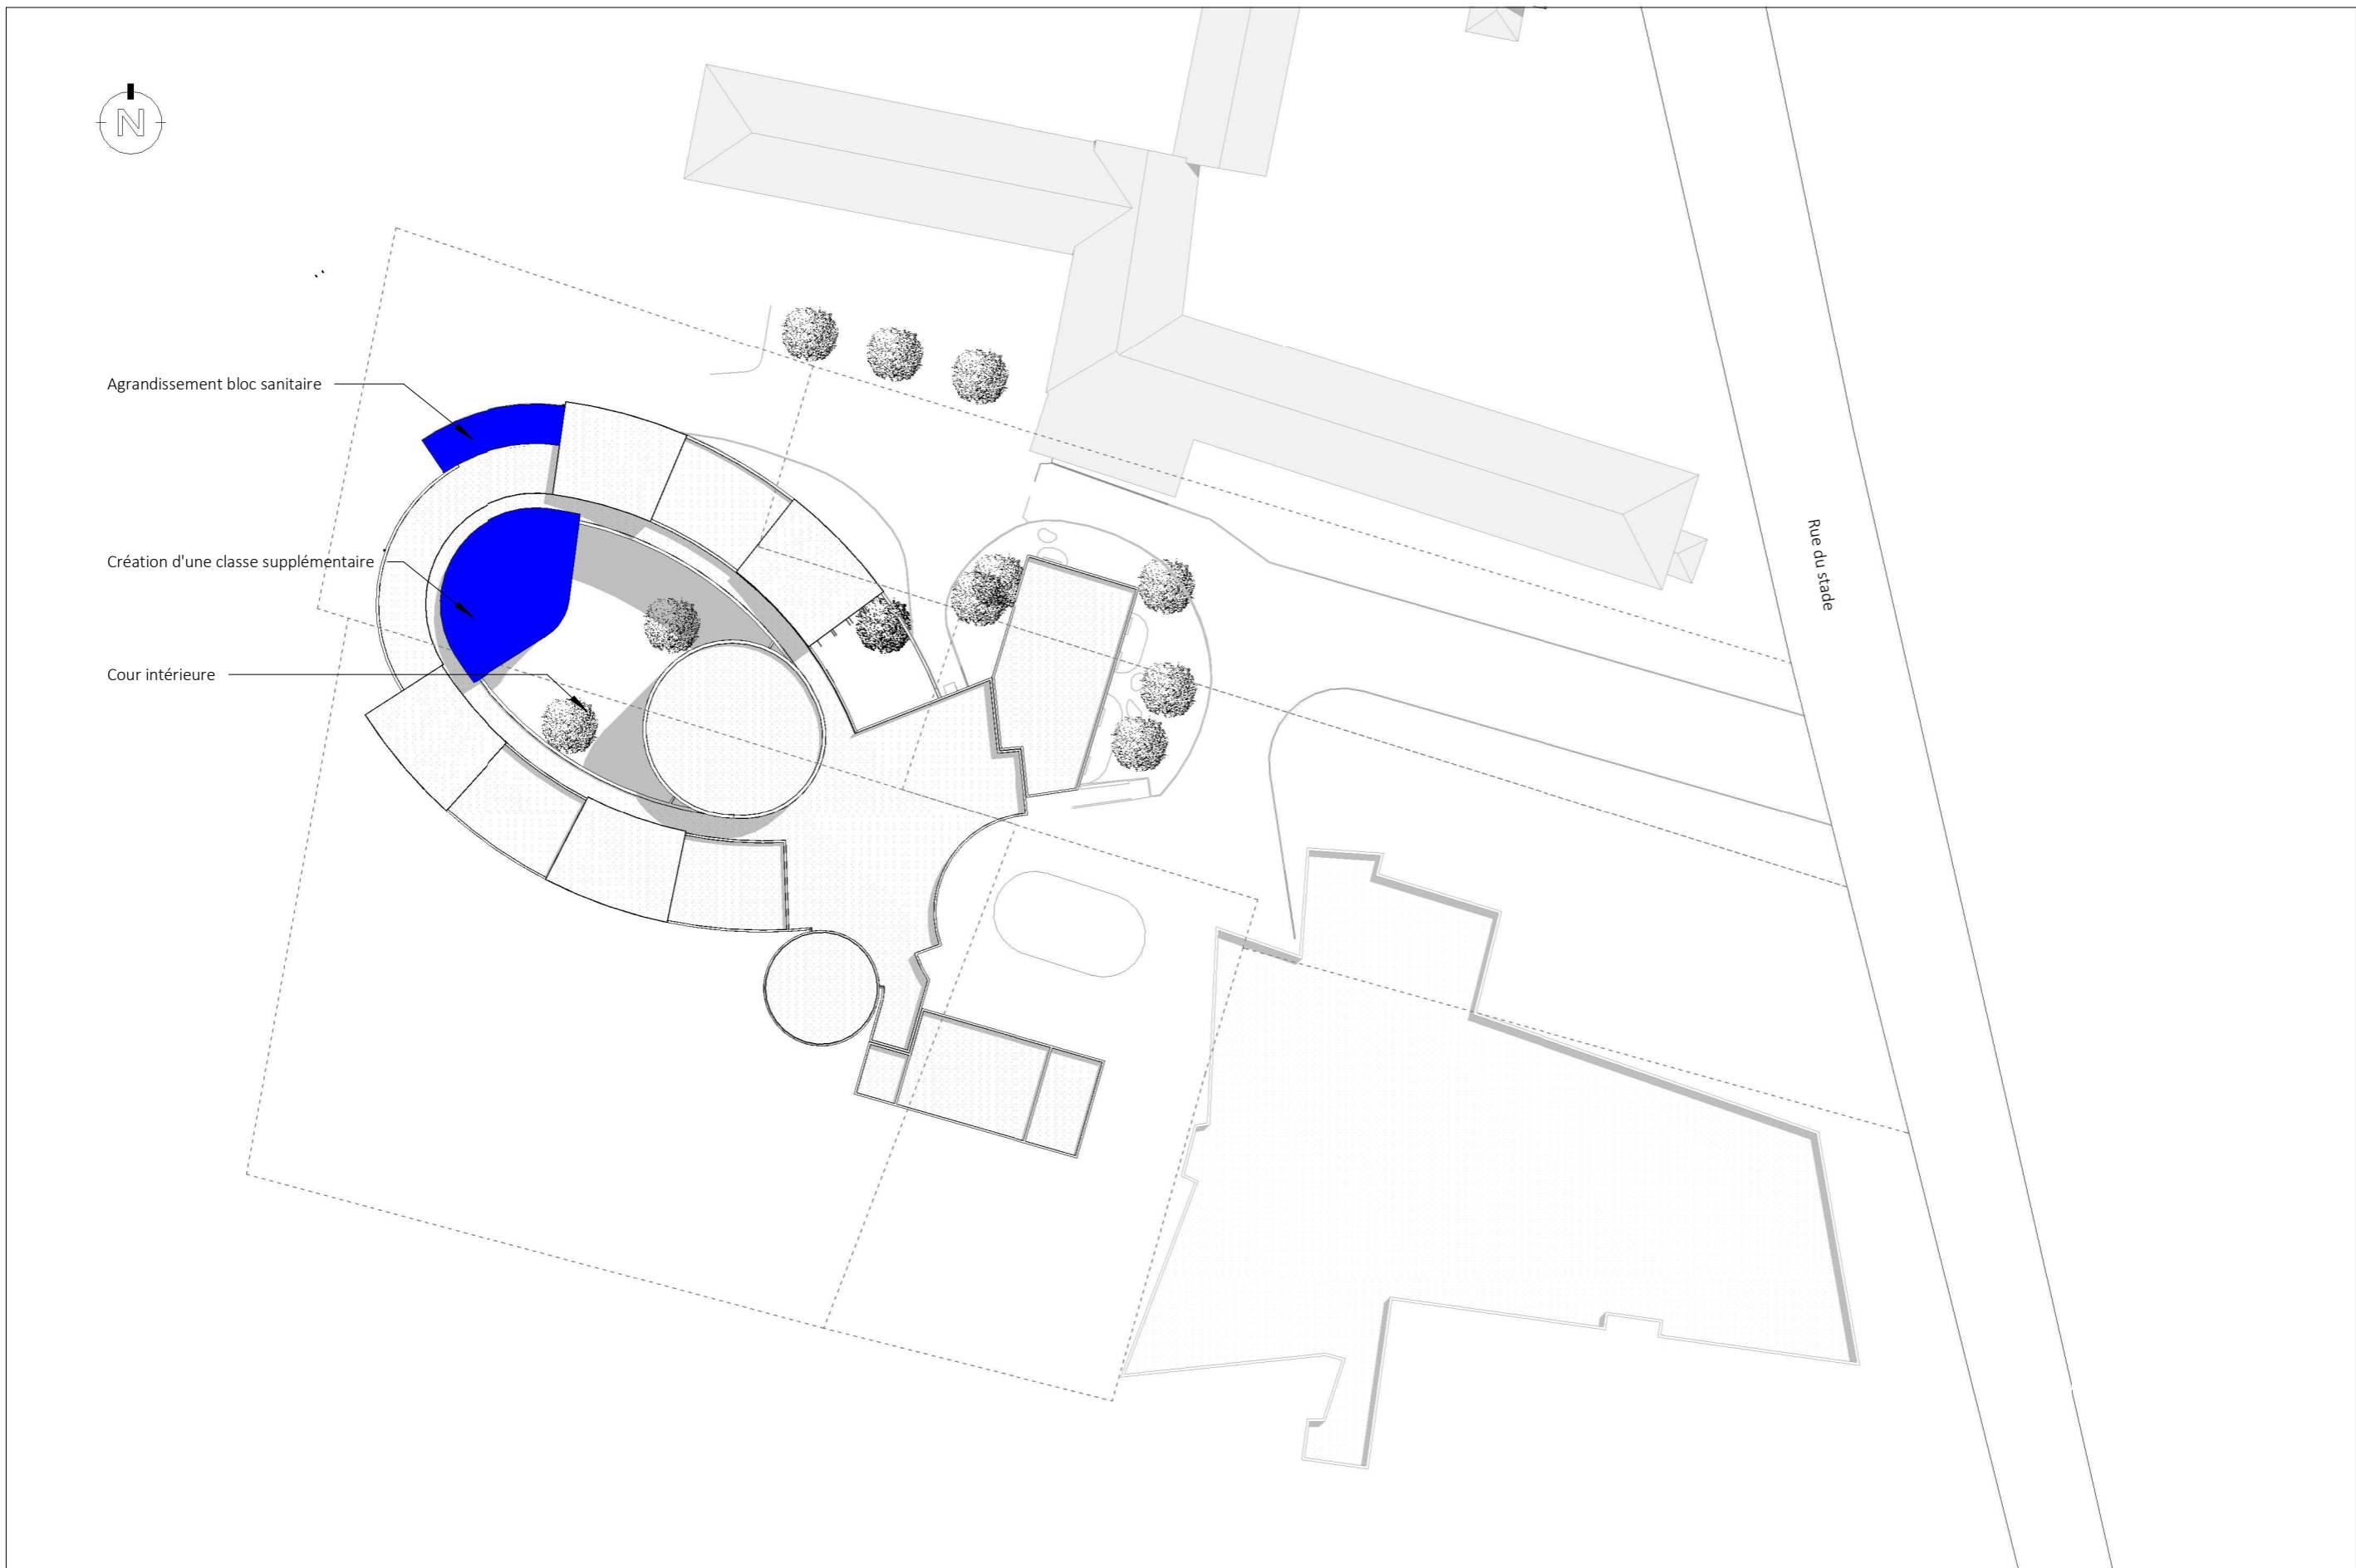 N
Agrandissement bloc sanitaire
Création d'une classe supplémentaire
Cour intérieure
Rue du stade